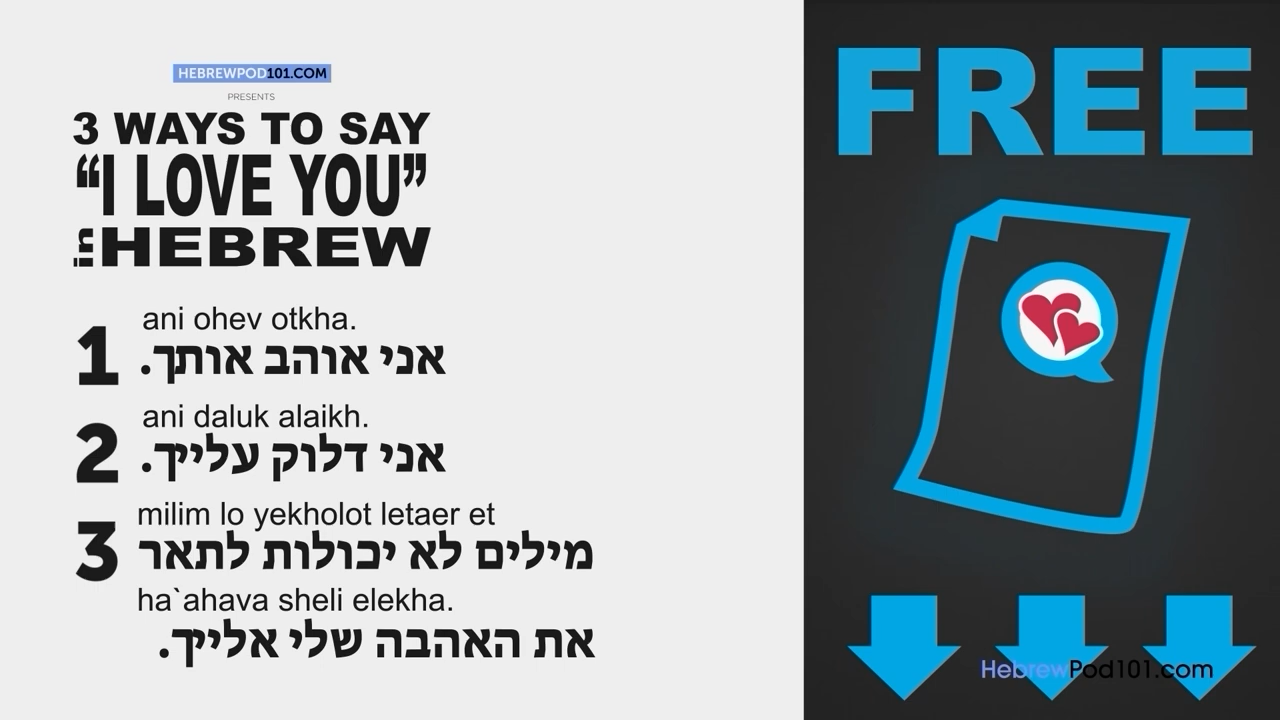 HEBREWPOD101.COM
PRESENTS
3 WAYS TO SAY
“I LOVE YOU”
in HEBREW
1
ani ohev otkha.
אני אוהב אותך.
2
ani daluk alaikh.
אני דלוק עלייך.
3
milim lo yekholot letaer et
מילים לא יכולות לתאר
ha`ahava sheli elekha.
את האהבה שלי אלייך.
FREE
HebrewPod101.com